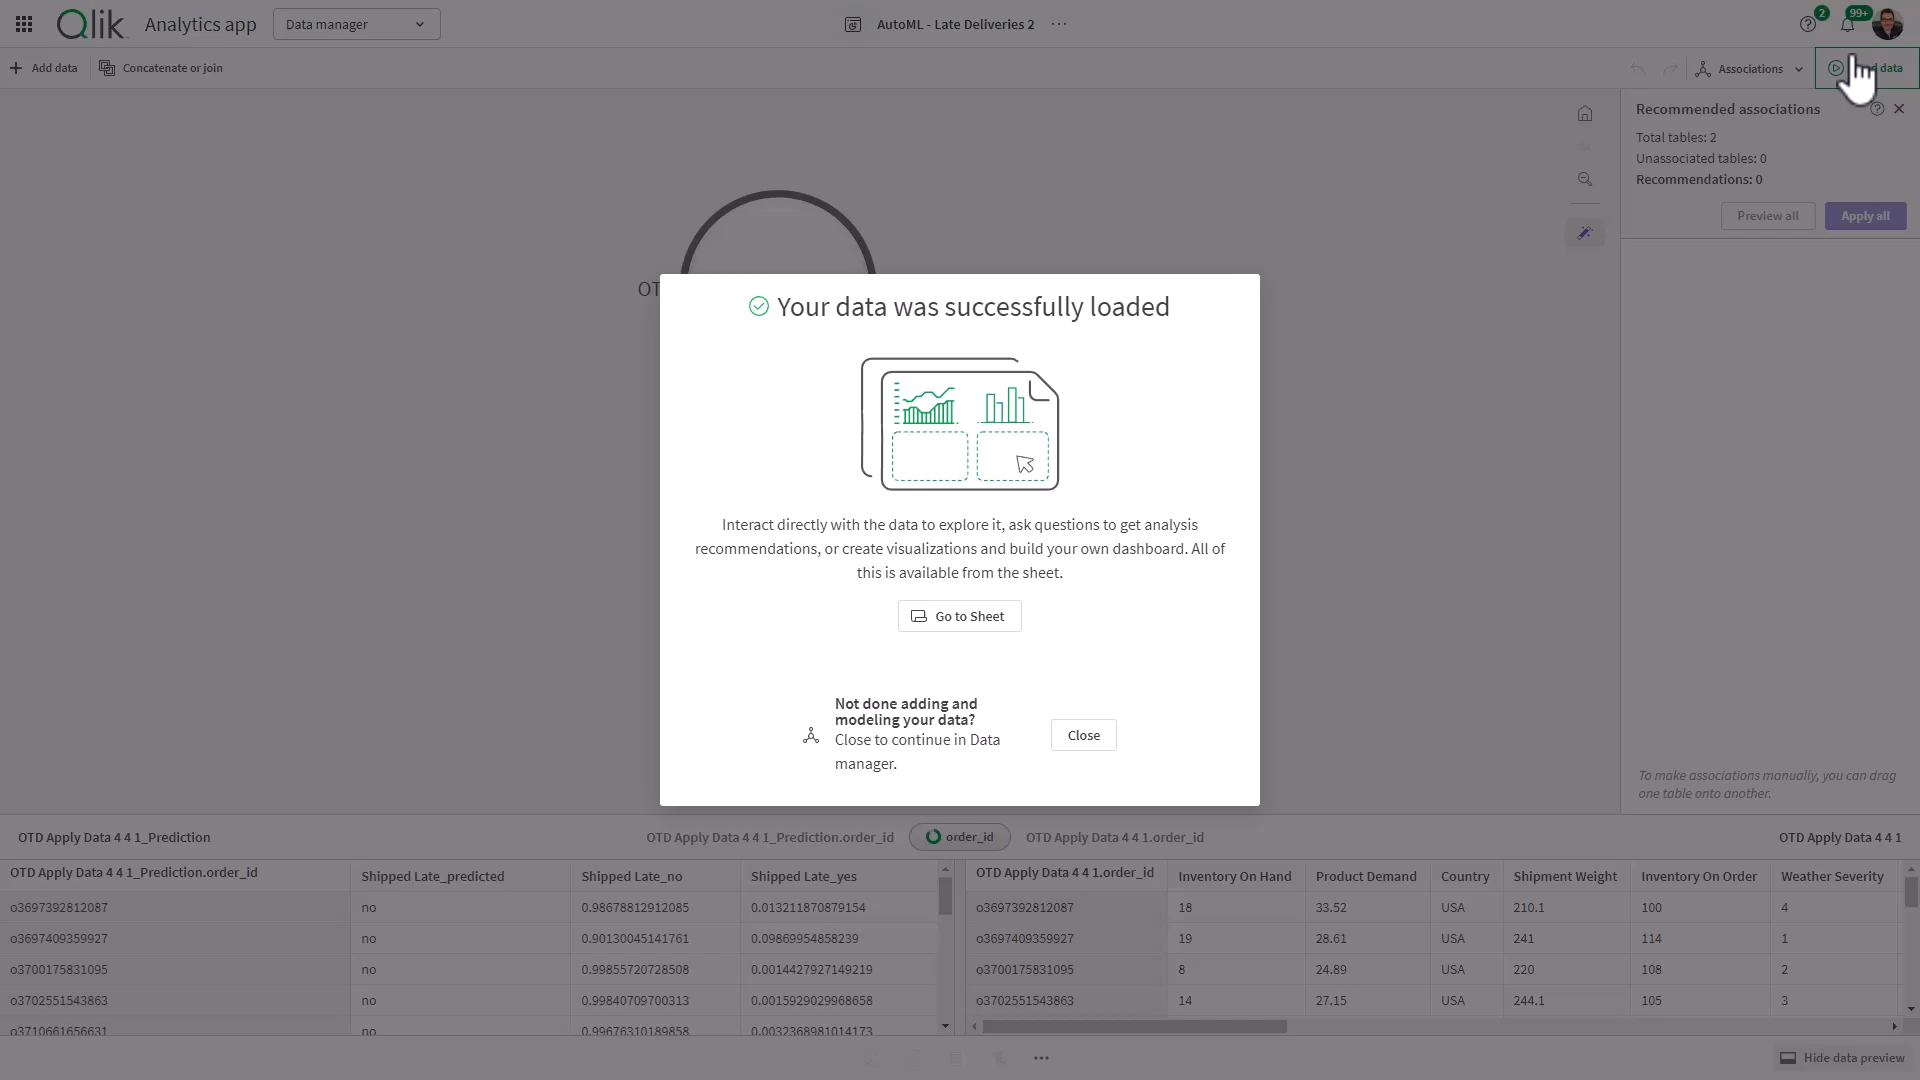 Qlik
Analytics app
Data manager
AutoML - Late Deliveries 2
2
99+
Add data
Concatenate or join
Associations
data
Recommended associations
Total tables: 2
Unassociated tables: 0
Recommendations: 0
Preview all
Apply all
OT
Your data was successfully loaded
Interact directly with the data to explore it, ask questions to get analysis
recommendations, or create visualizations and build your own dashboard. All of
this is available from the sheet.
Go to Sheet
Not done adding and
modeling your data?
Close to continue in Data
manager.
Close
To make associations manually, you can drag
one table onto another.
OTD Apply Data 4 4 1_Prediction
OTD Apply Data 4 4 1_Prediction.order_id
order_id
OTD Apply Data 4 4 1.order_id
OTD Apply Data 4 4 1
OTD Apply Data 4 4 1_Prediction.order_id Shipped Late_predicted Shipped Late_no Shipped Late_yes
o3697392812087 no 0.98678812912085 0.013211870879154
o3697409359927 no 0.90130045141761 0.09869954858239
o3700175831095 no 0.99855720728508 0.0014427927149219
o3702551543863 no 0.99840709700313 0.0015929029968658
o3710661656631 no 0.99676310189858 0.0032368981014173
OTD Apply Data 4 4 1.order_id Inventory On Hand Product Demand Country Shipment Weight Inventory On Order Weather Severity
o3697392812087 18 33.52 USA 210.1 100 4
o3697409359927 19 28.61 USA 241 114 1
o3700175831095 8 24.89 USA 220 108 2
o3702551543863 14 27.15 USA 244.1 105 3
Hide data preview